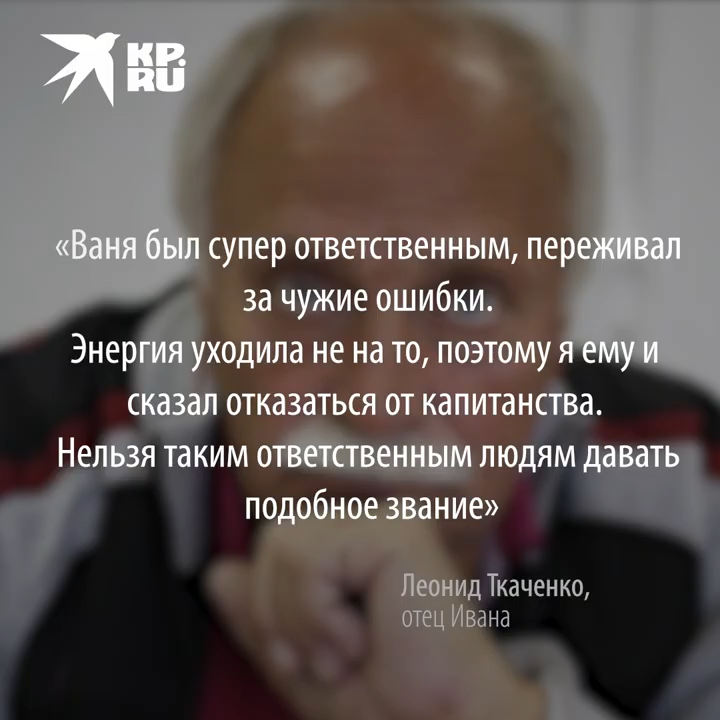 KP.
RU
«Ваня был супер ответственным, переживал
за чужие ошибки.
Энергия уходила не на то, поэтому я ему и
сказал отказаться от капитанства.
Нельзя таким ответственным людям давать
подобное звание»
Леонид Ткаченко,
отец Ивана